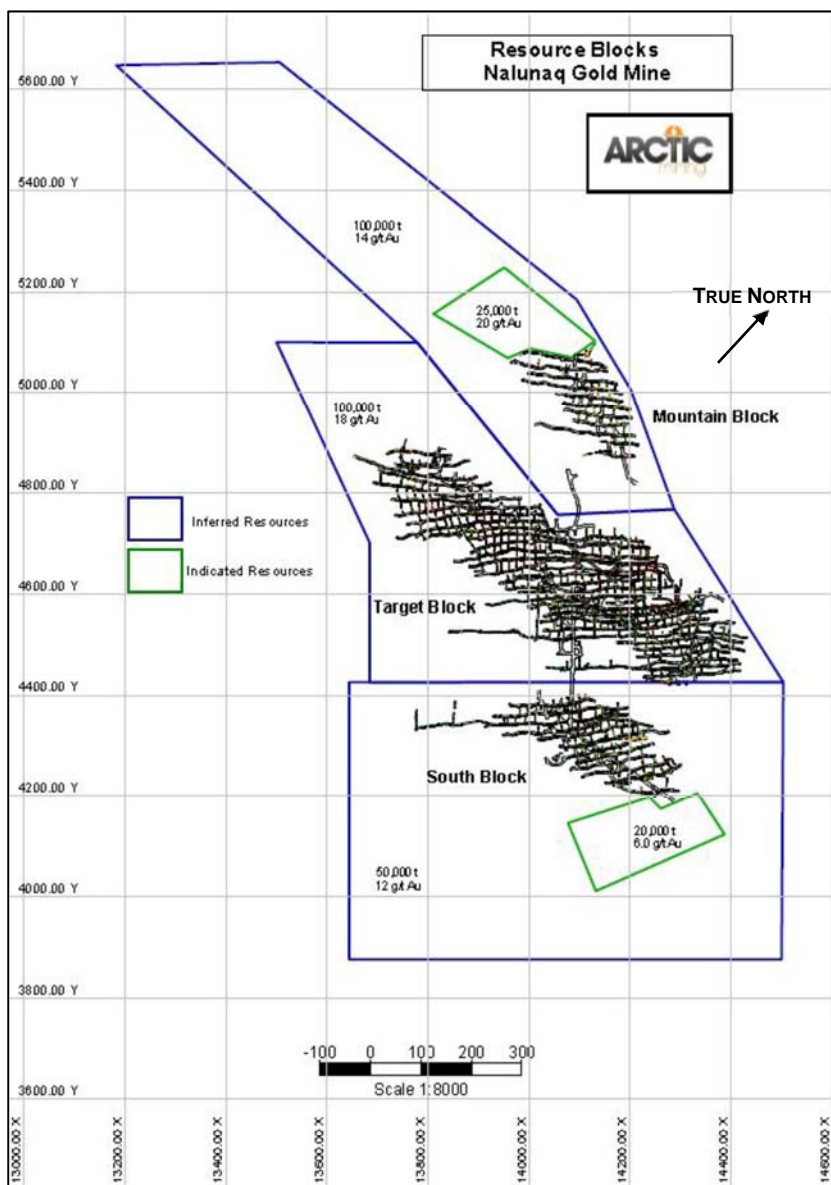 Resource Blocks
Nalunaq Gold Mine
ARCTIC
mining
5600.00 Y
5400.00 Y
100,000 t
14 g/t Au
5200.00 Y
25,000 t
20 g/t Au
TRUE NORTH
5000.00 Y
100,000 t
18 g/t Au
Mountain Block
4800.00 Y
Inferred Resources
Indicated Resources
4600.00 Y
Target Block
4400.00 Y
South Block
4200.00 Y
20,000 t
6.0 g/t Au
50,000 t
12 g/t Au
4000.00 Y
3800.00 Y
-100 0 100 200 300
Scale 1:8000
3600.00 Y
13000.00 X
13200.00 X
13400.00 X
13600.00 X
13800.00 X
14000.00 X
14200.00 X
14400.00 X
14600.00 X